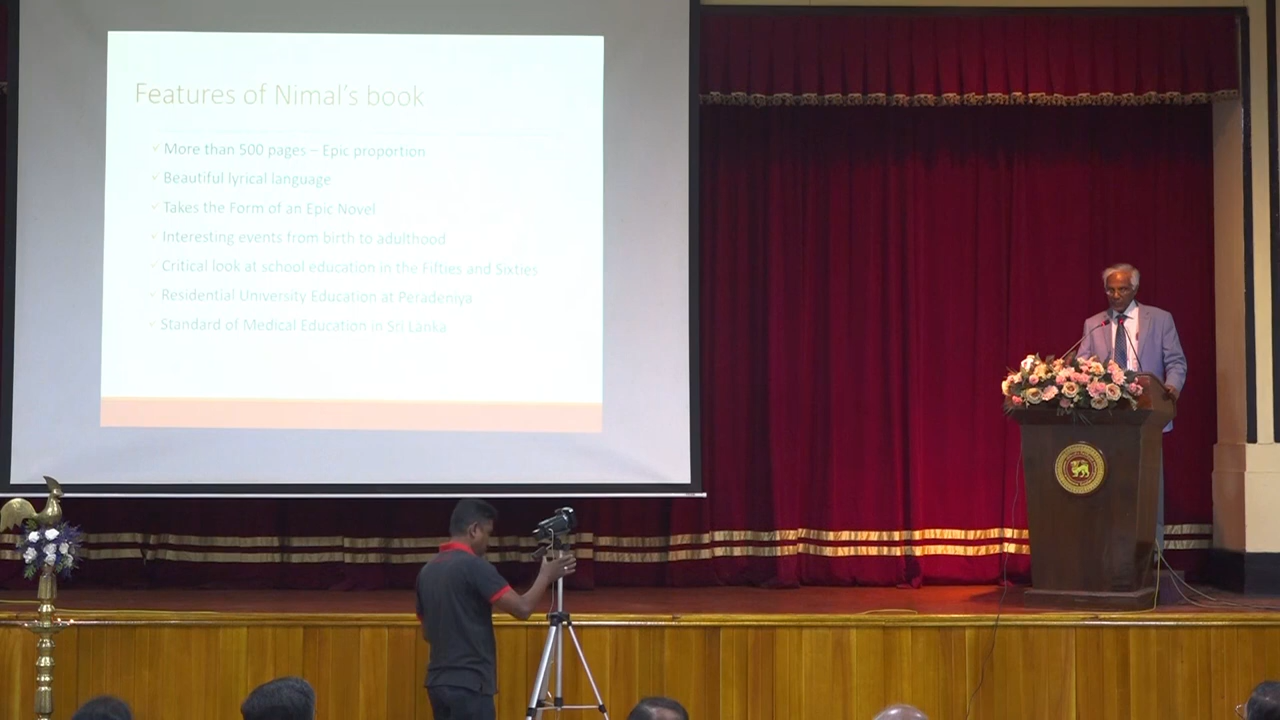 Features of Nimal's book
More than 500 pages – Epic proportion
Beautiful lyrical language
Takes the Form of an Epic Novel
Interesting events from birth to adulthood
Critical look at school education in the Fifties and Sixties
Residential University Education at Peradeniya
Standard of Medical Education in Sri Lanka